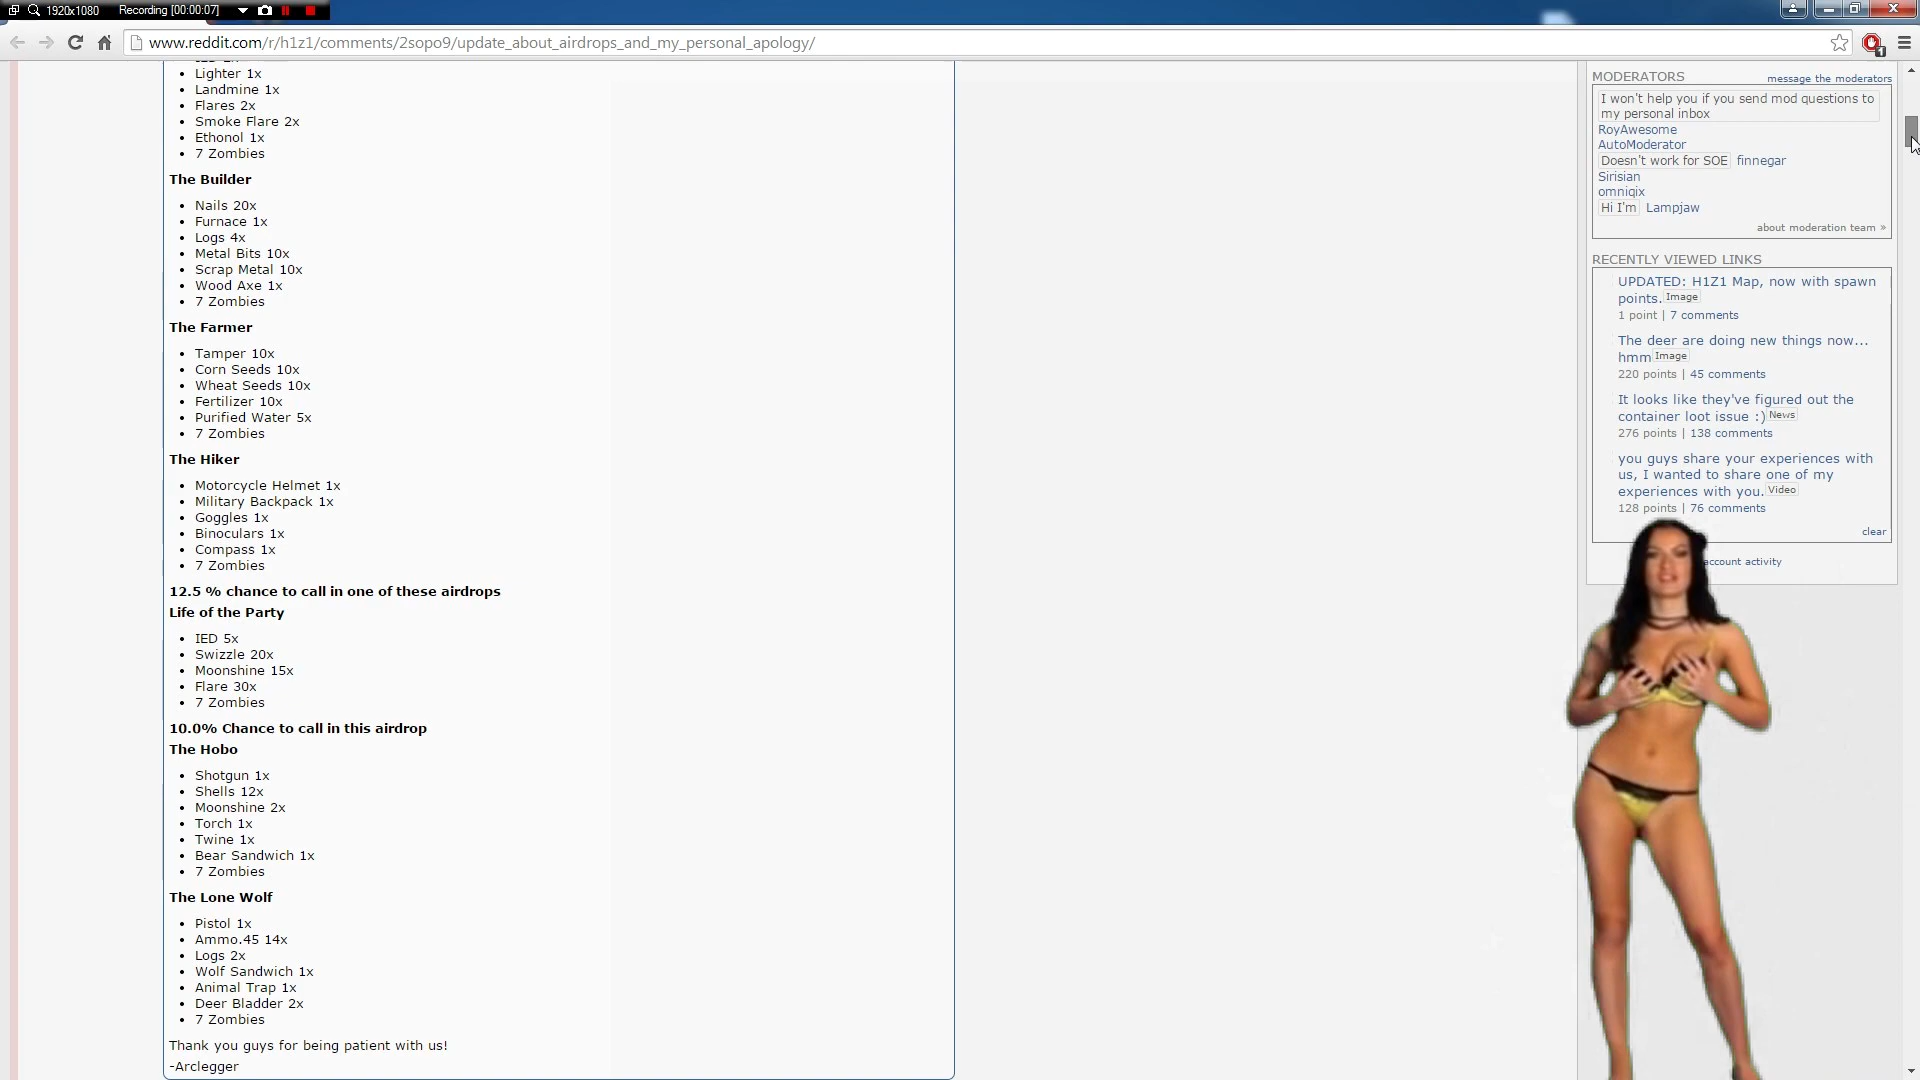 1920x1080 Recording [00:00:07]
www.reddit.com/r/h1z1/comments/2sopo9/update_about_airdrops_and_my_personal_apology/
1
Lighter 1x
Landmine 1x
Flares 2x
Smoke Flare 2x
Ethonol 1x
7 Zombies
The Builder
Nails 20x
Furnace 1x
Logs 4x
Metal Bits 10x
Scrap Metal 10x
Wood Axe 1x
7 Zombies
The Farmer
Tamper 10x
Corn Seeds 10x
Wheat Seeds 10x
Fertilizer 10x
Purified Water 5x
7 Zombies
The Hiker
Motorcycle Helmet 1x
Military Backpack 1x
Goggles 1x
Binoculars 1x
Compass 1x
7 Zombies
12.5 % chance to call in one of these airdrops
Life of the Party
IED 5x
Swizzle 20x
Moonshine 15x
Flare 30x
7 Zombies
10.0% Chance to call in this airdrop
The Hobo
Shotgun 1x
Shells 12x
Moonshine 2x
Torch 1x
Twine 1x
Bear Sandwich 1x
7 Zombies
The Lone Wolf
Pistol 1x
Ammo.45 14x
Logs 2x
Wolf Sandwich 1x
Animal Trap 1x
Deer Bladder 2x
7 Zombies
Thank you guys for being patient with us!
-Arclegger
MODERATORS message the moderators
I won't help you if you send mod questions to
my personal inbox
RoyAwesome
AutoModerator
Doesn't work for SOE finnegar
Sirisian
omniqix
Hi I'm Lampjaw
about moderation team »
RECENTLY VIEWED LINKS
UPDATED: H1Z1 Map, now with spawn
points. Image
1 point | 7 comments
The deer are doing new things now...
hmm Image
220 points | 45 comments
It looks like they've figured out the
container loot issue :) News
276 points | 138 comments
you guys share your experiences with
us, I wanted to share one of my
experiences with you. Video
128 points | 76 comments
clear
account activity